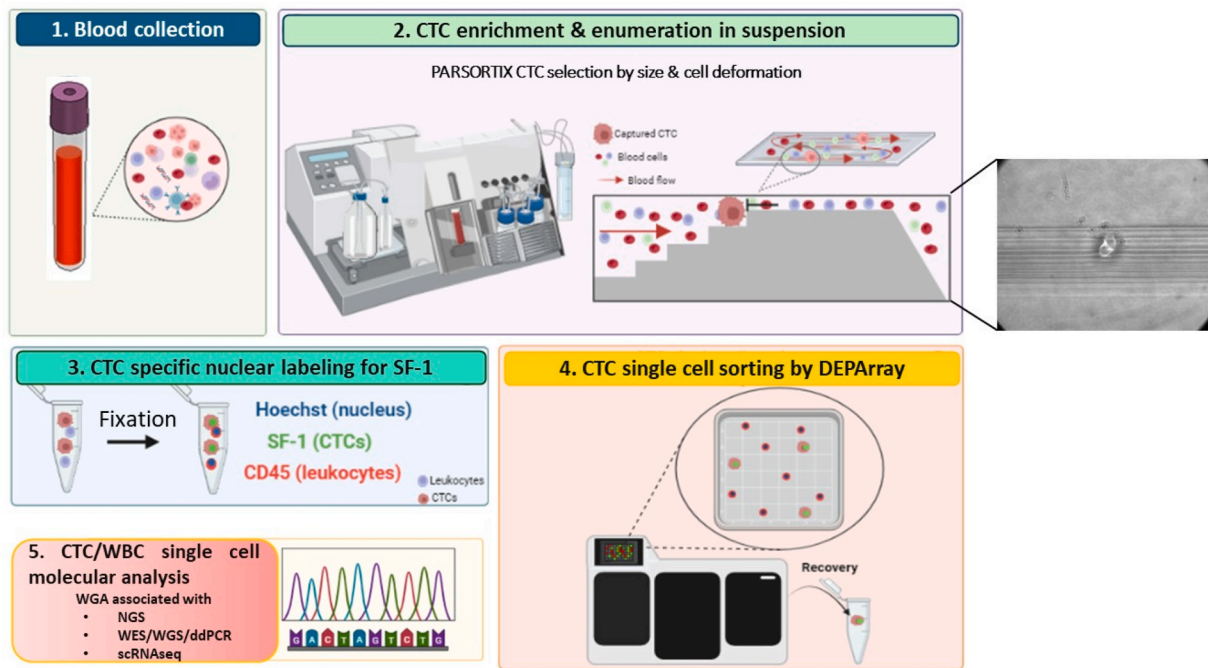 1. Blood collection
2. CTC enrichment & enumeration in suspension
PARSORTIX CTC selection by size & cell deformation
Captured CTC
Blood cells
Blood flow
3. CTC specific nuclear labeling for SF-1
Fixation
Hoechst (nucleus)
SF-1 (CTCs)
CD45 (leukocytes)
Leukocytes
CTCs
4. CTC single cell sorting by DEPArray
Recovery
5. CTC/WBC single cell
molecular analysis
WGA associated with
• NGS
• WES/WGS/ddPCR
• scRNAseq
G A C T A G T C T G